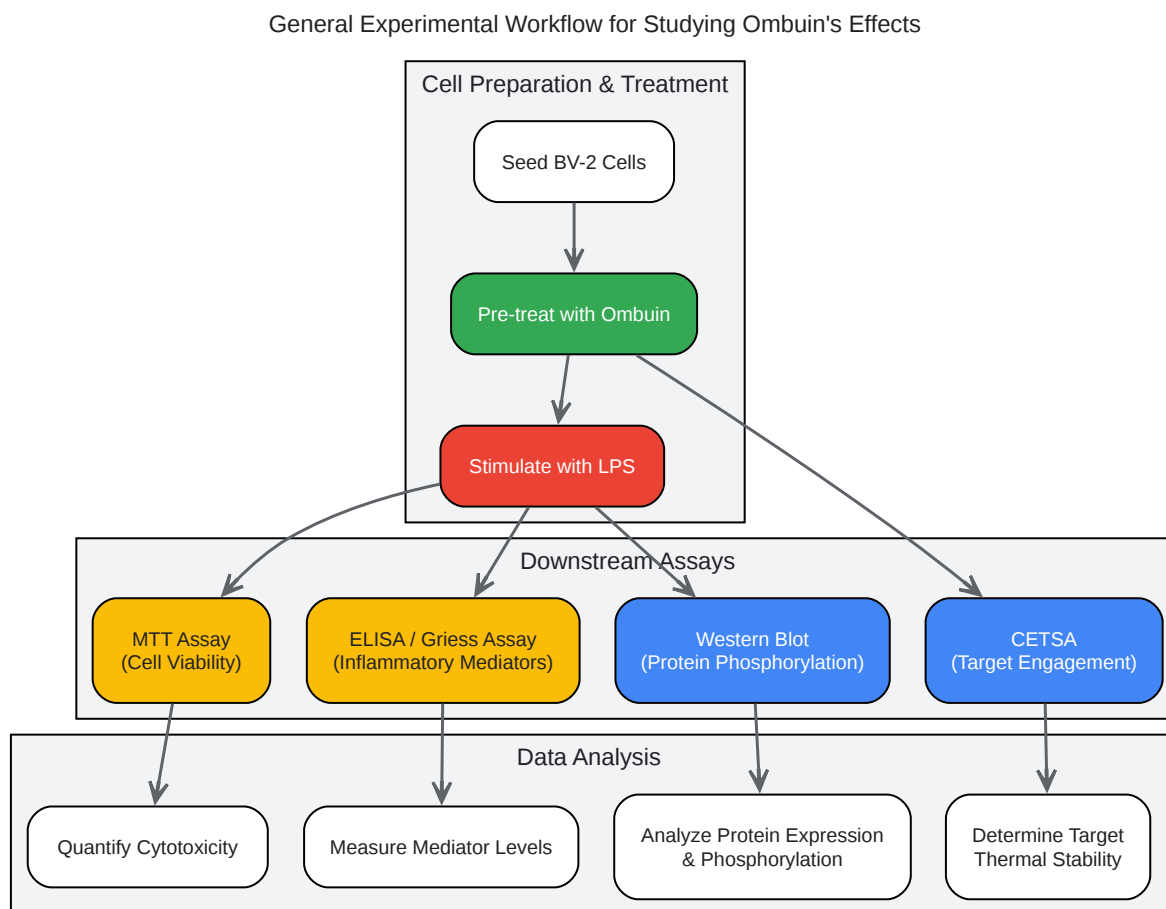 General Experimental Workflow for Studying Ombuin's Effects
Cell Preparation & Treatment
Seed BV-2 Cells
Pre-treat with Ombuin
Stimulate with LPS
Downstream Assays
MTT Assay
(Cell Viability)
ELISA / Griess Assay
(Inflammatory Mediators)
Western Blot
(Protein Phosphorylation)
CETSA
(Target Engagement)
Data Analysis
Quantify Cytotoxicity
Measure Mediator Levels
Analyze Protein Expression
& Phosphorylation
Determine Target
Thermal Stability